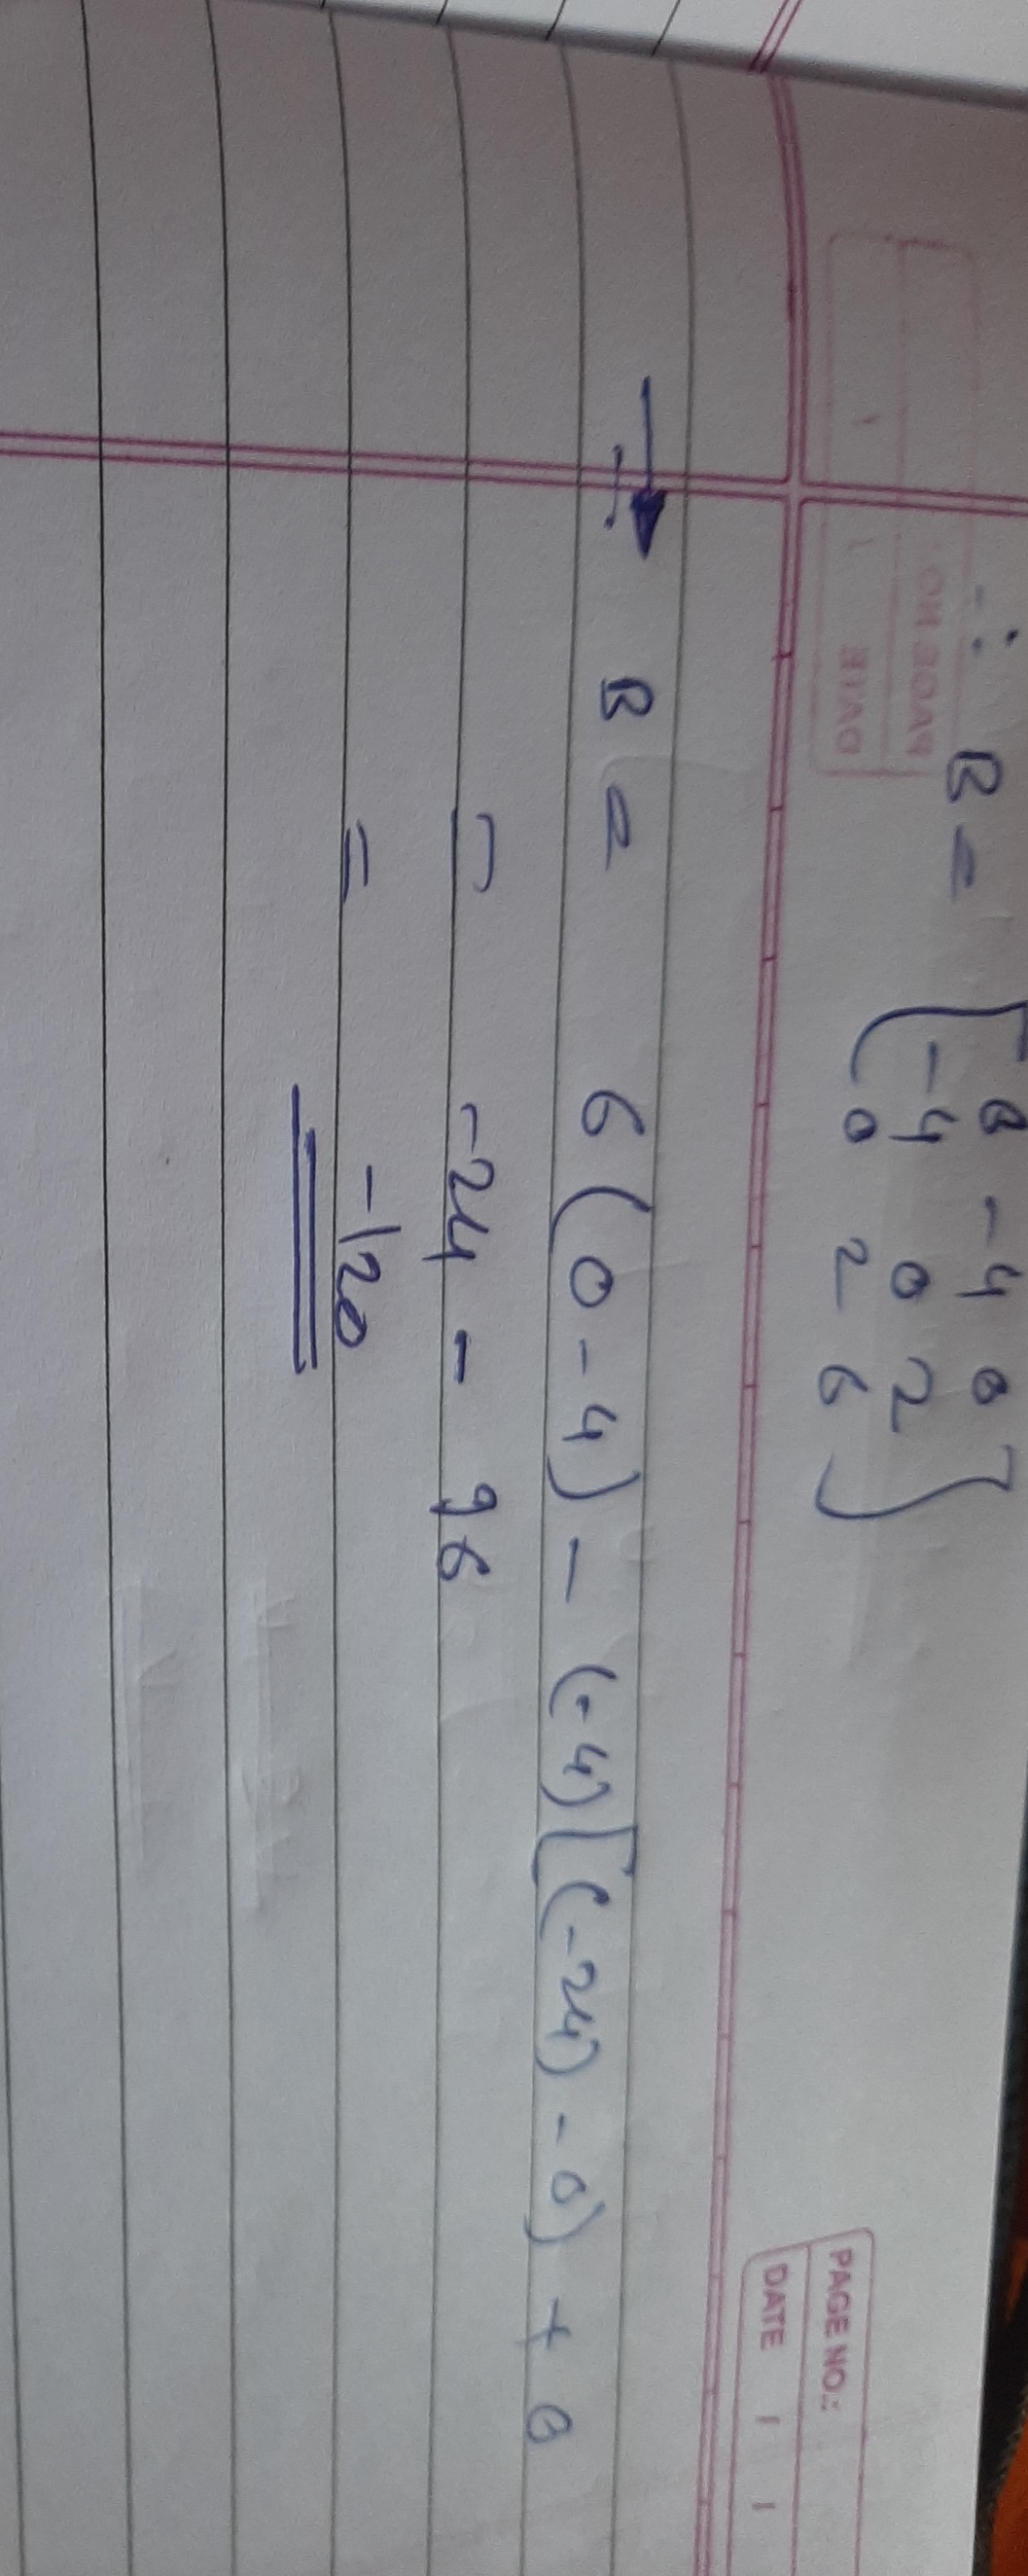 ∴ B = [ 8 -4 0
-4 0 2
0 2 6 ]
PAGE NO.:
DATE / /
B = 6 (0 - 4) - (-4) [(-24) - 0) + 0
= -24 - 96
= -120